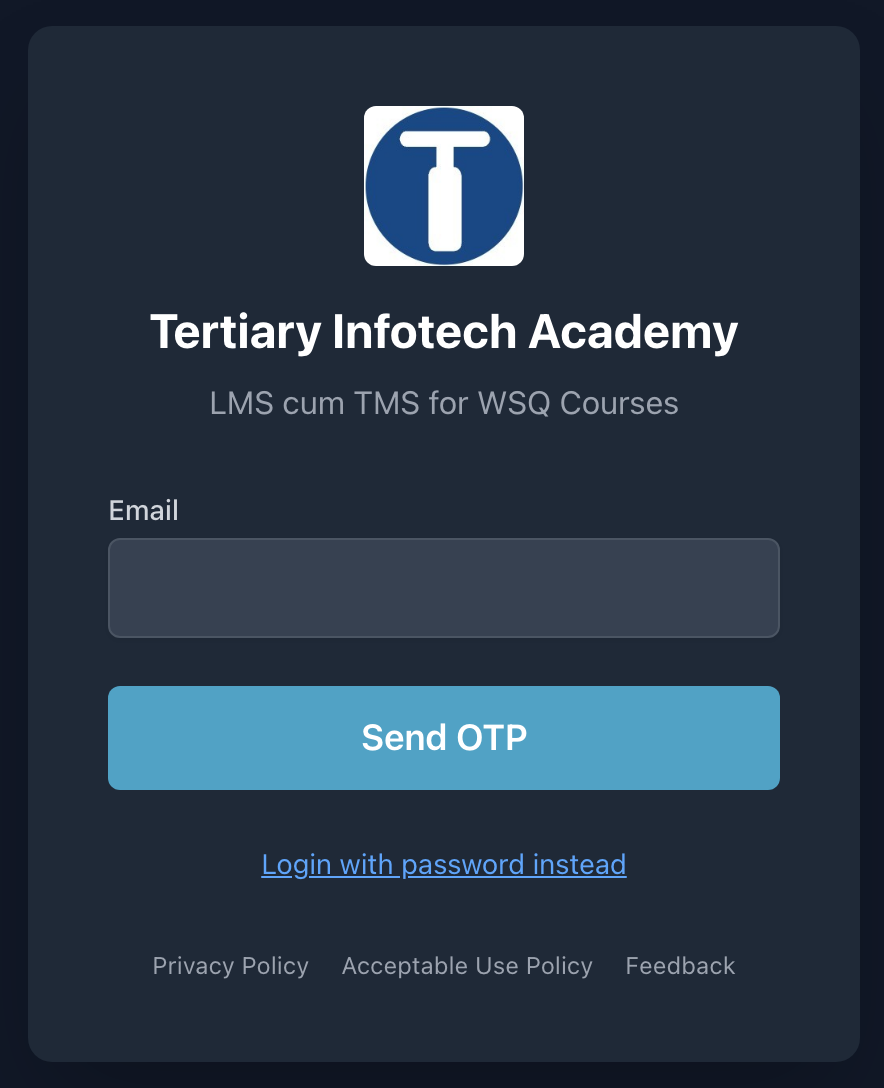 Tertiary Infotech Academy
LMS cum TMS for WSQ Courses
Email
Send OTP
Login with password instead
Privacy Policy Acceptable Use Policy Feedback